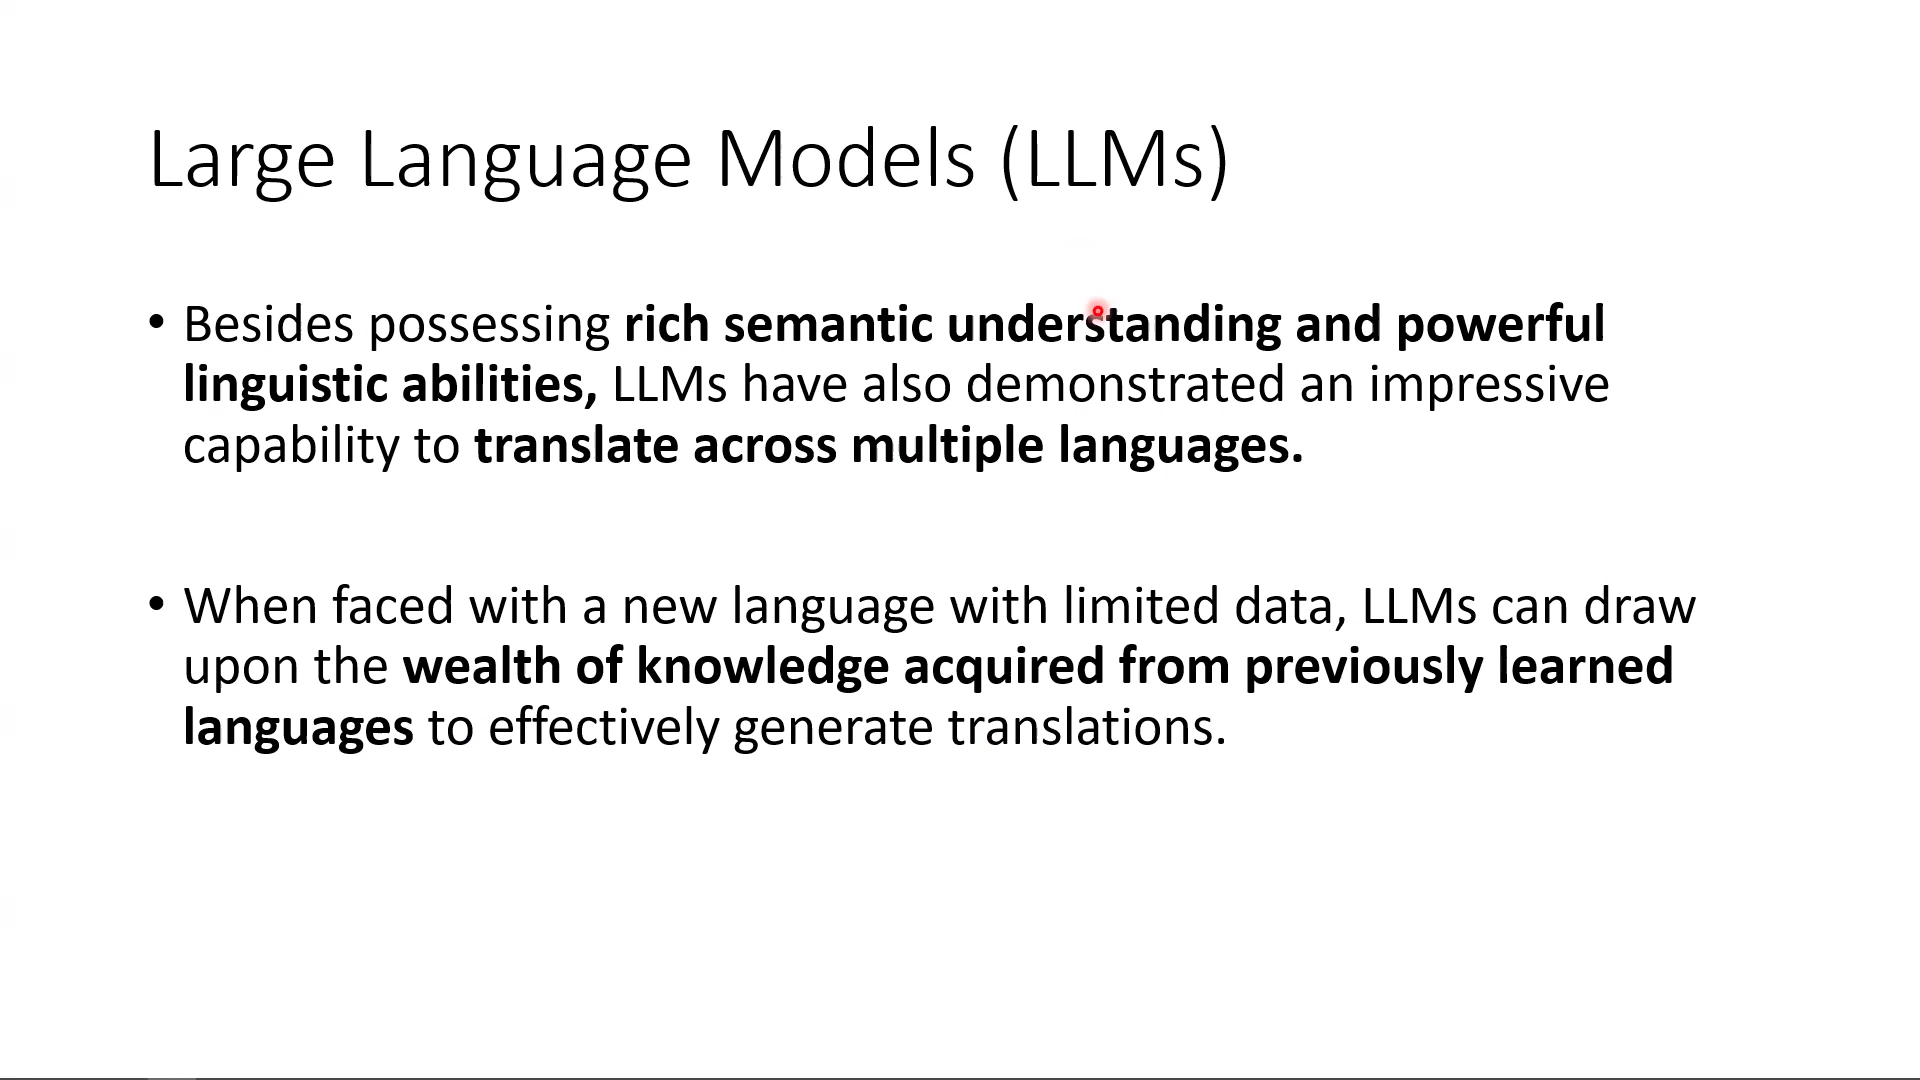 Large Language Models (LLMs)
• Besides possessing rich semantic understanding and powerful
linguistic abilities, LLMs have also demonstrated an impressive
capability to translate across multiple languages.
• When faced with a new language with limited data, LLMs can draw
upon the wealth of knowledge acquired from previously learned
languages to effectively generate translations.